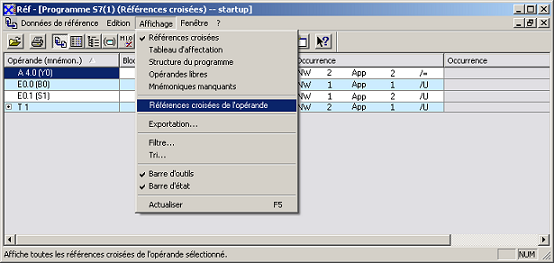 Réf - [Programme S7(1) (Références croisées) -- startup]
Données de référence Edition Affichage Fenêtre ?
Opérande (mnémon.) Bloc Occurrence Occurrence
A 4.0 (Y0) NW 2 App 2 /=
E0.0 (B0) NW 1 App 1 /U
E0.1 (S1) NW 1 App 2 /U
T 1 NW 2 App 1 /U
Références croisées
Tableau d'affectation
Structure du programme
Opérandes libres
Mnémoniques manquants
Références croisées de l'opérande
Exportation...
Filtre...
Tri...
Barre d'outils
Barre d'état
Actualiser F5
Affiche toutes les références croisées de l'opérande sélectionné. NUM